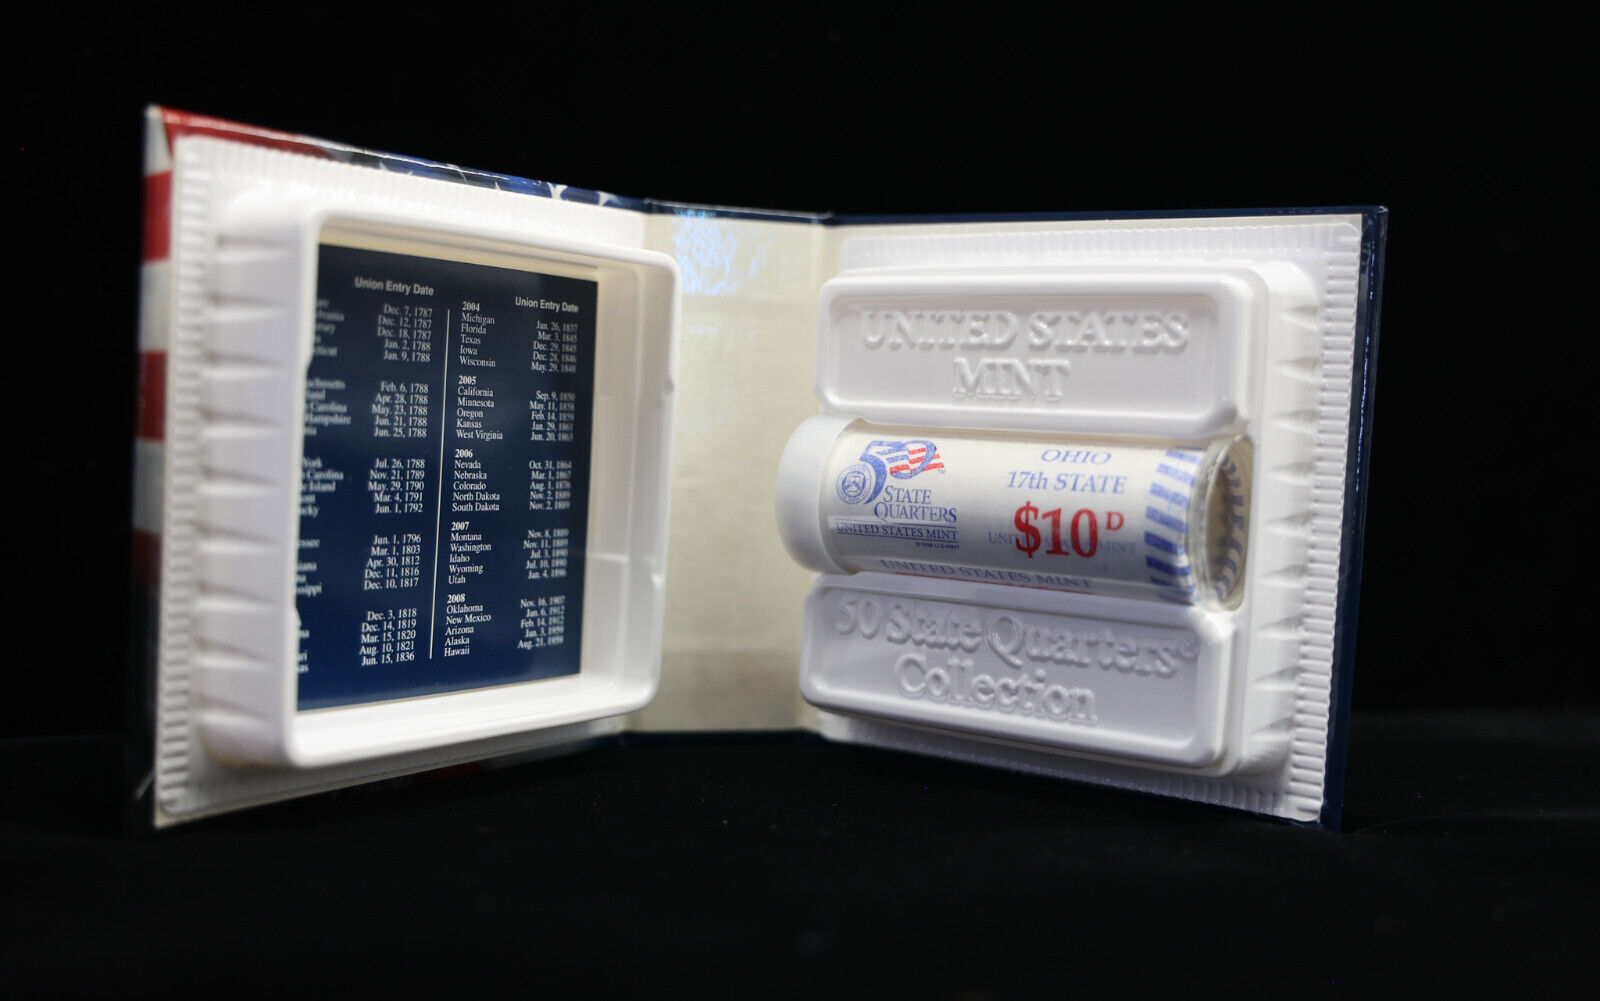 Union Entry Date
Dec. 7, 1787
Dec. 12, 1787
Dec. 18, 1787
Jan. 2, 1788
Jan. 9, 1788
Feb. 6, 1788
Apr. 28, 1788
Carolina May. 23, 1788
Hampshire Jun. 21, 1788
Jun. 25, 1788
Jul. 26, 1788
Carolina Nov. 21, 1789
Island May. 29, 1790
Mar. 4, 1791
Jun. 1, 1792
Jun. 1, 1796
Mar. 1, 1803
Apr. 30, 1812
Dec. 11, 1816
Dec. 10, 1817
Dec. 3, 1818
Dec. 14, 1819
Mar. 15, 1820
Aug. 10, 1821
Jun. 15, 1836
Union Entry Date
2004
Michigan Jan. 26, 1837
Florida Mar. 3, 1845
Texas Dec. 29, 1845
Iowa Dec. 28, 1846
Wisconsin May. 29, 1848
2005
California Sep. 9, 1850
Minnesota May. 11, 1858
Oregon Feb. 14, 1859
Kansas Jan. 29, 1861
West Virginia Jun. 20, 1863
2006
Nevada Oct. 31, 1864
Nebraska Mar. 1, 1867
Colorado Aug. 1, 1876
North Dakota Nov. 2, 1889
South Dakota Nov. 2, 1889
2007
Montana Nov. 8, 1889
Washington Nov. 11, 1889
Idaho Jul. 3, 1890
Wyoming Jul. 10, 1890
Utah Jan. 4, 1896
2008
Oklahoma Nov. 16, 1907
New Mexico Jan. 6, 1912
Arizona Feb. 14, 1912
Alaska Jan. 3, 1959
Hawaii Aug. 21, 1959
UNITED STATES
MINT
50
STATE
QUARTERS
UNITED STATES MINT
OHIO
17th STATE
$10 D
UNITED STATES MINT
50 State Quarters®
Collection